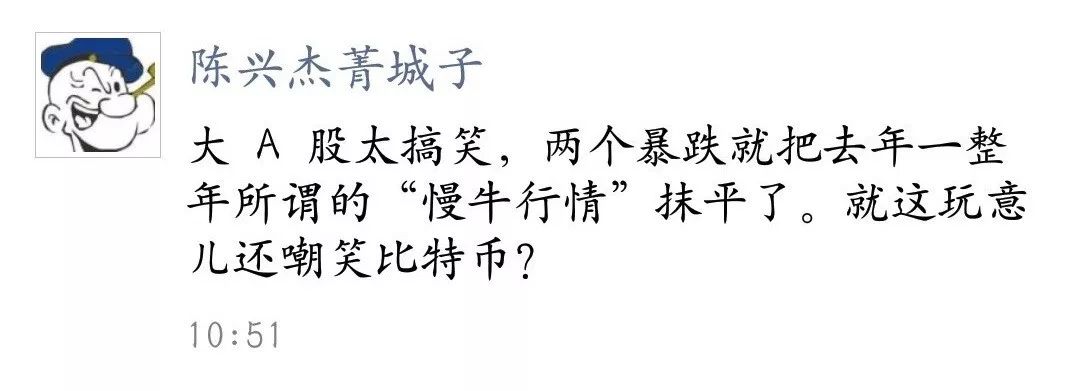 陈兴杰菁城子
大 A 股太搞笑，两个暴跌就把去年一整
年所谓的“慢牛行情”抹平了。就这玩意
儿还嘲笑比特币？
10:51